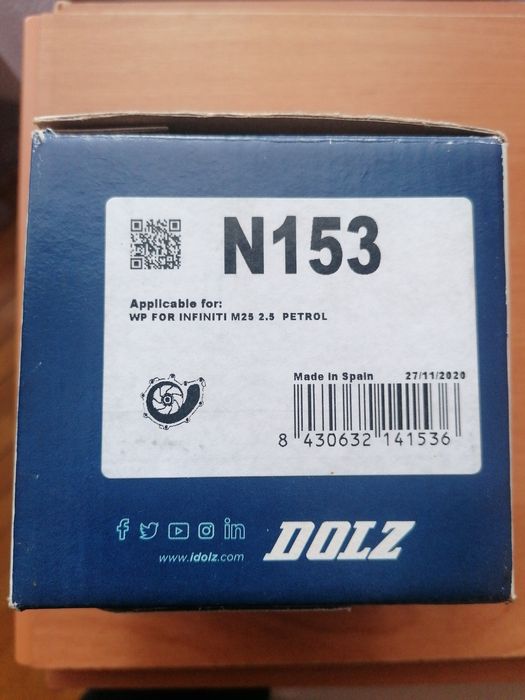 N153
Applicable for:
WP FOR INFINITI M25 2.5 PETROL
Made in Spain 27/11/2020
8 430632 141536
www.idolz.com
DOLZ